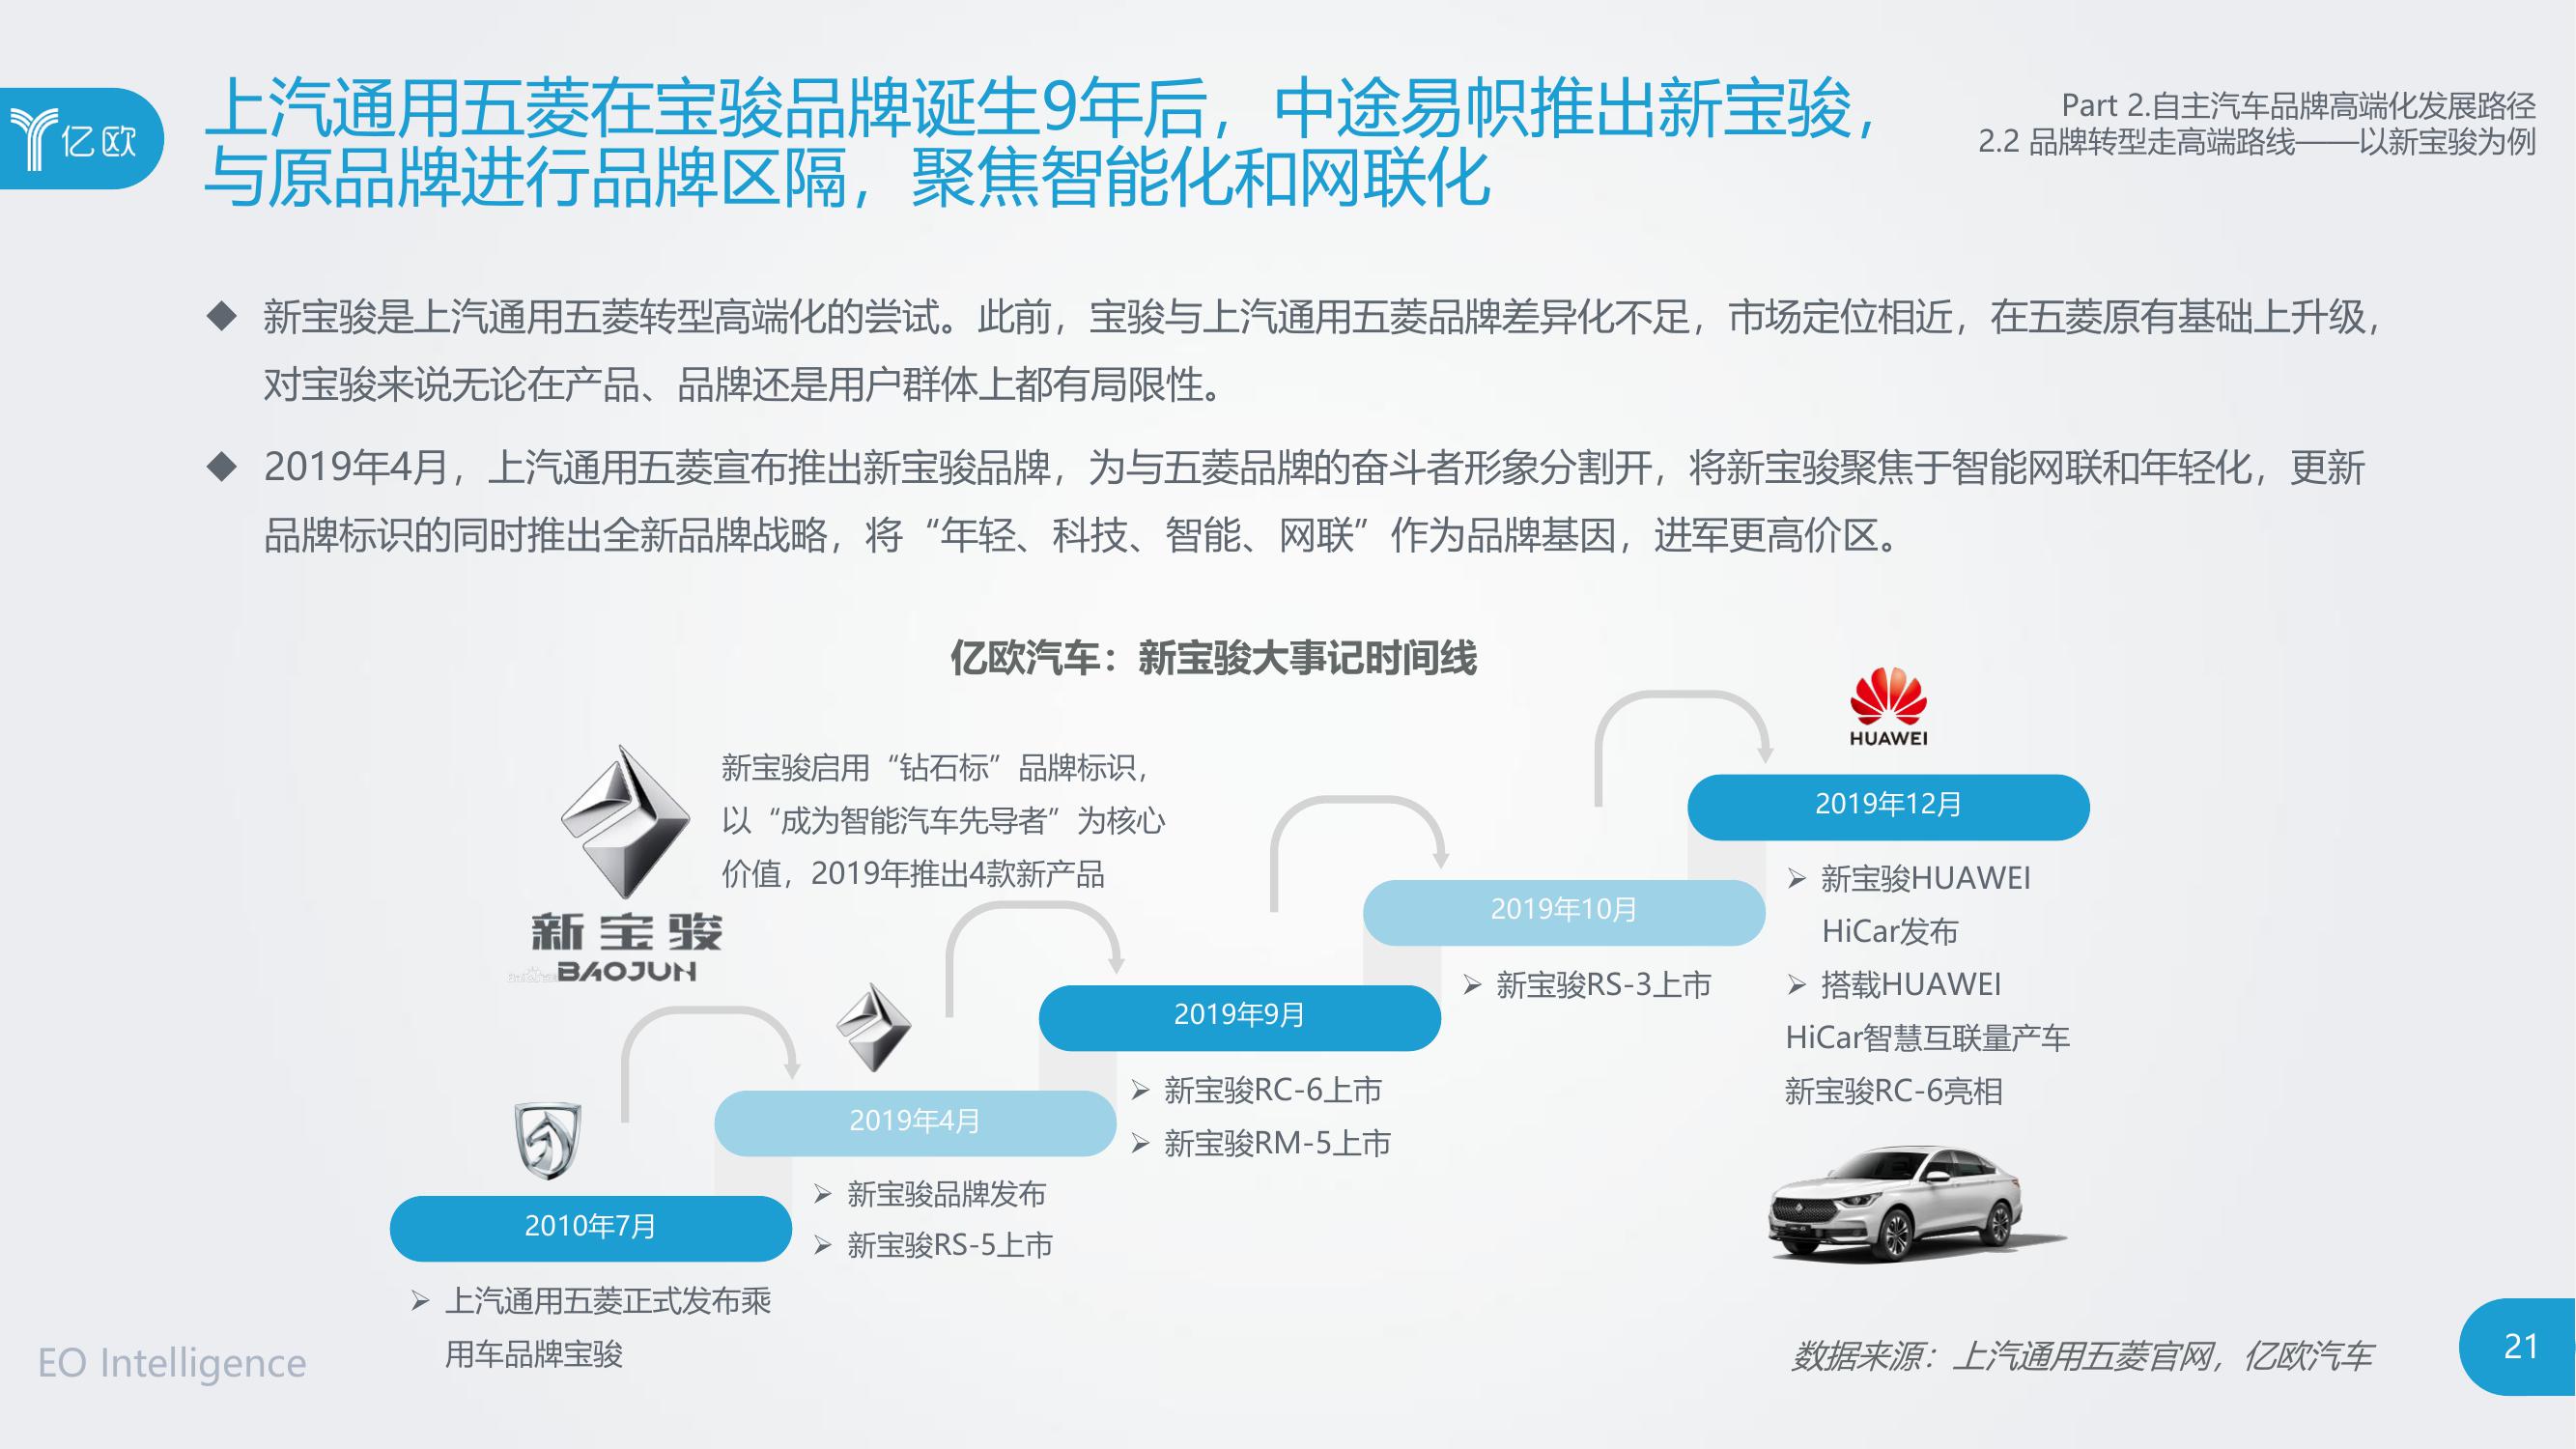 亿欧
上汽通用五菱在宝骏品牌诞生9年后，中途易帜推出新宝骏，
与原品牌进行品牌区隔，聚焦智能化和网联化
Part 2.自主汽车品牌高端化发展路径
2.2 品牌转型走高端路线——以新宝骏为例
◆ 新宝骏是上汽通用五菱转型高端化的尝试。此前，宝骏与上汽通用五菱品牌差异化不足，市场定位相近，在五菱原有基础上升级，
对宝骏来说无论在产品、品牌还是用户群体上都有局限性。
◆ 2019年4月，上汽通用五菱宣布推出新宝骏品牌，为与五菱品牌的奋斗者形象分割开，将新宝骏聚焦于智能网联和年轻化，更新
品牌标识的同时推出全新品牌战略，将“年轻、科技、智能、网联”作为品牌基因，进军更高价区。
亿欧汽车：新宝骏大事记时间线
新宝骏
BAOJUN
新宝骏启用“钻石标”品牌标识，
以“成为智能汽车先导者”为核心
价值，2019年推出4款新产品
2010年7月
➢ 上汽通用五菱正式发布乘
用车品牌宝骏
2019年4月
➢ 新宝骏品牌发布
➢ 新宝骏RS-5上市
2019年9月
➢ 新宝骏RC-6上市
➢ 新宝骏RM-5上市
2019年10月
➢ 新宝骏RS-3上市
HUAWEI
2019年12月
➢ 新宝骏HUAWEI
HiCar发布
➢ 搭载HUAWEI
HiCar智慧互联量产车
新宝骏RC-6亮相
EO Intelligence
数据来源：上汽通用五菱官网，亿欧汽车
21